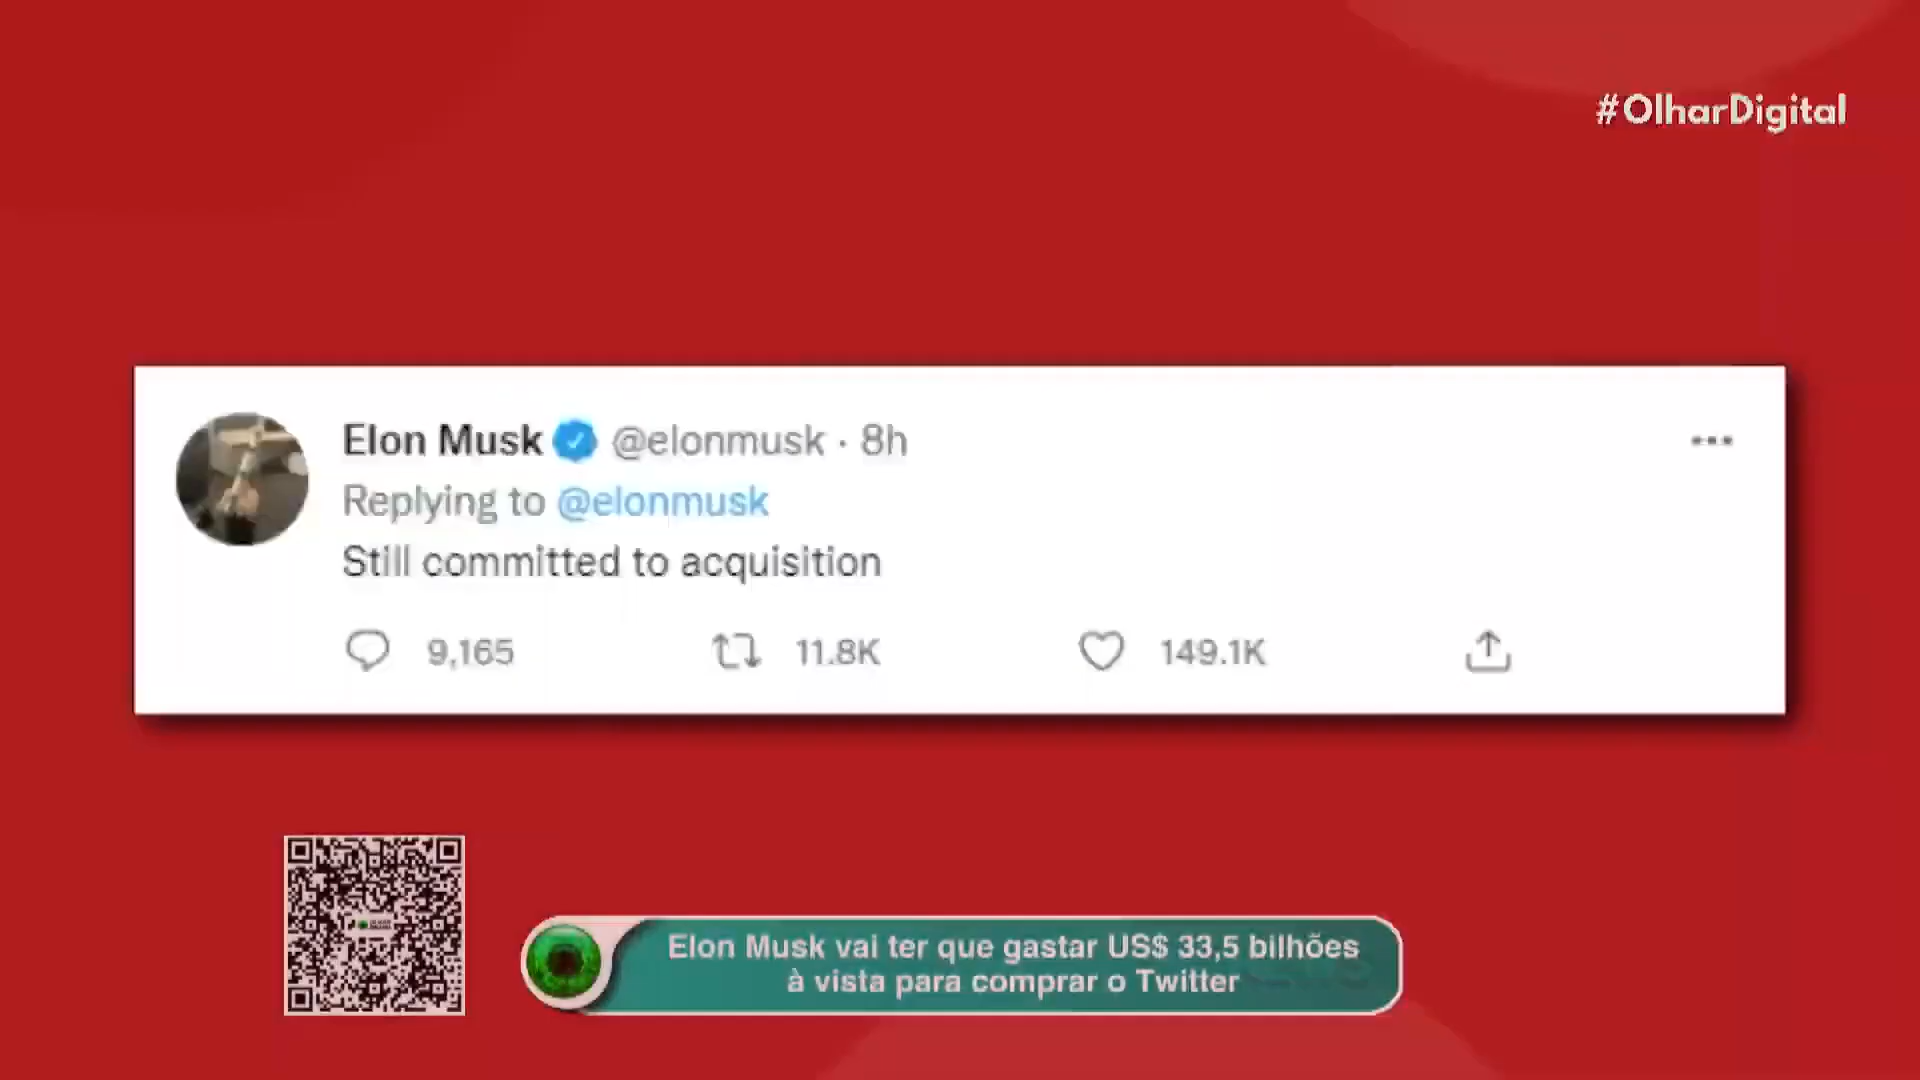 #OlharDigital
Elon Musk @elonmusk · 8h
Replying to @elonmusk
Still committed to acquisition
9,165 11.8K 149.1K
Elon Musk vai ter que gastar US$ 33,5 bilhões
à vista para comprar o Twitter